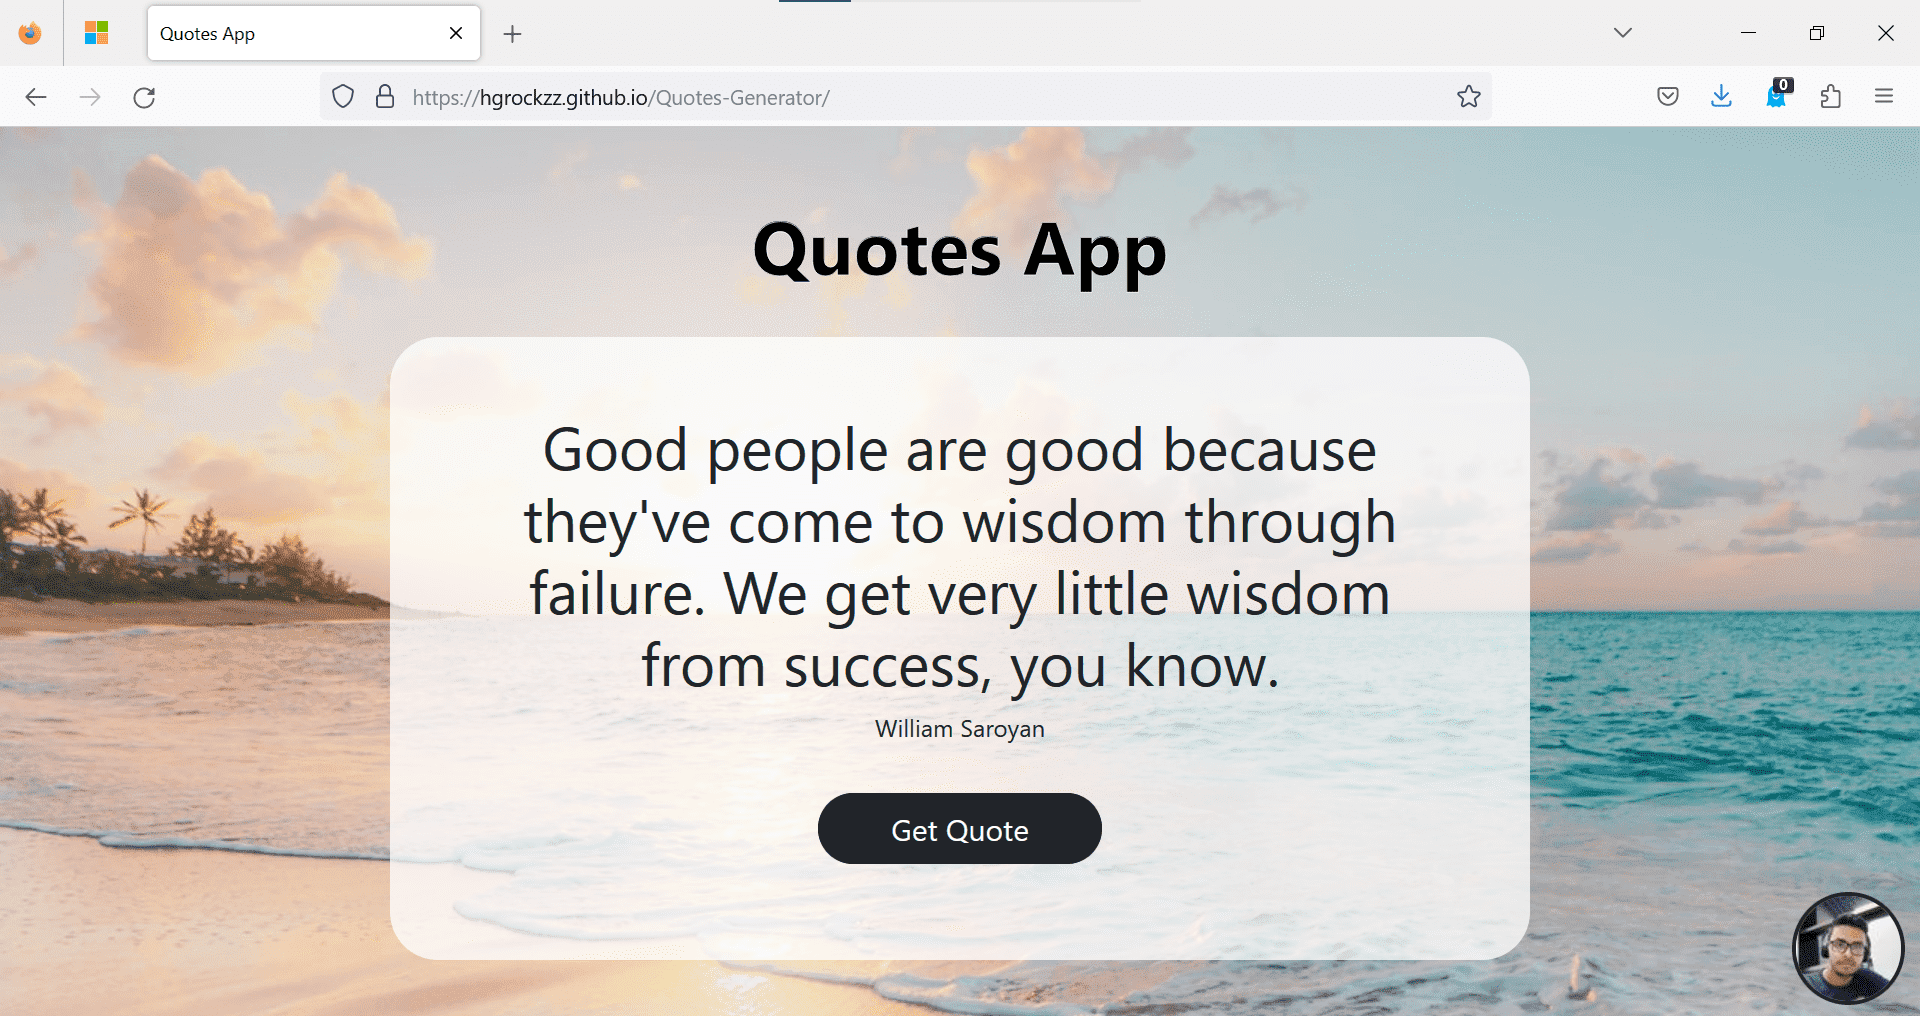 Quotes App
https://hgrockzz.github.io/Quotes-Generator/
0
Quotes App
Good people are good because
they've come to wisdom through
failure. We get very little wisdom
from success, you know.
William Saroyan
Get Quote